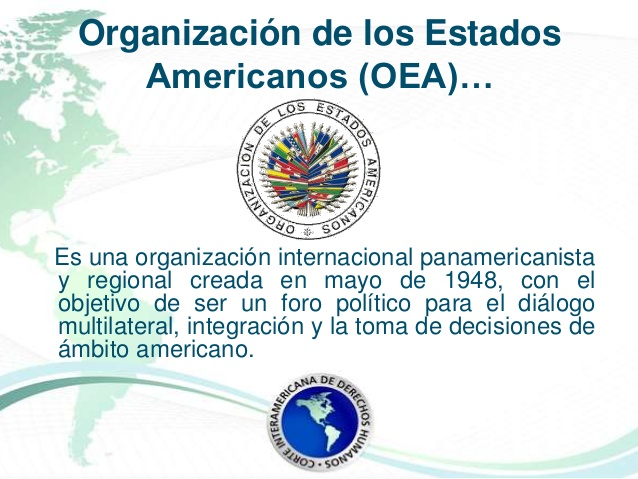 Organización de los Estados
Americanos (OEA)…
ORGANIZACIÓN DE LOS ESTADOS AMERICANOS
Es una organización internacional panamericanista
y regional creada en mayo de 1948, con el
objetivo de ser un foro político para el diálogo
multilateral, integración y la toma de decisiones de
ámbito americano.
CORTE INTERAMERICANA DE DERECHOS HUMANOS